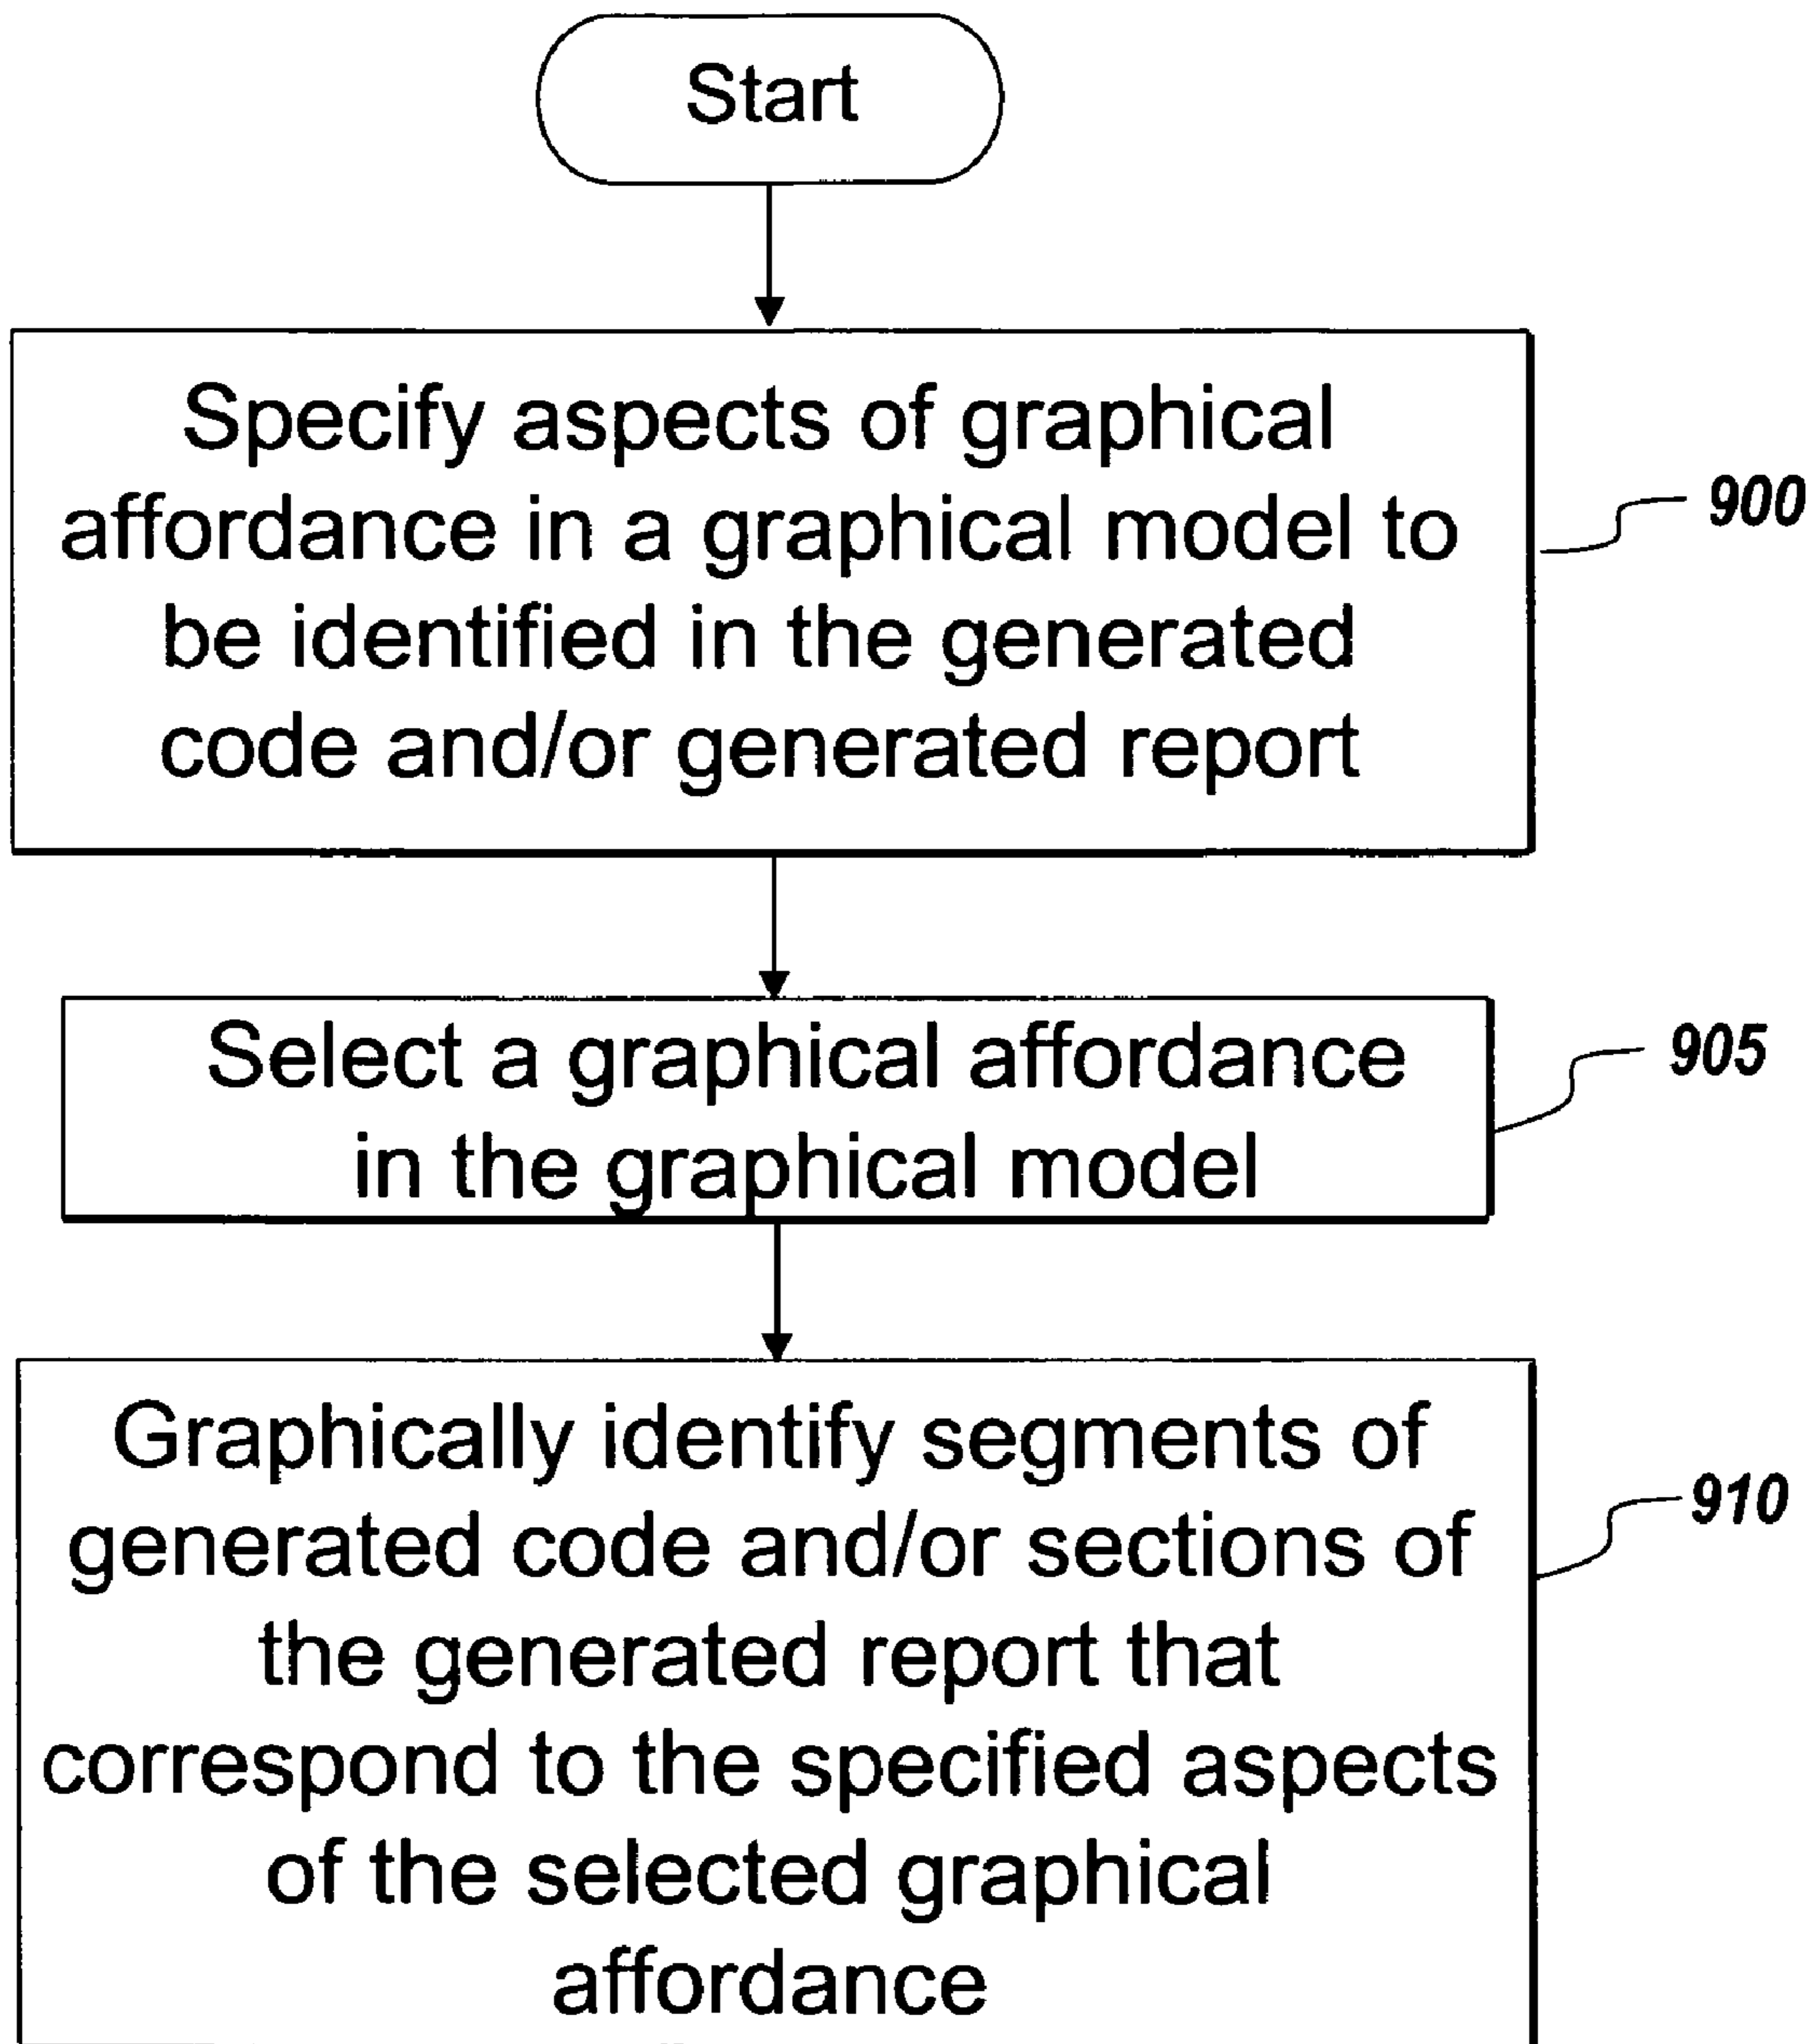 Start
Specify aspects of graphical
affordance in a graphical model to
be identified in the generated
code and/or generated report
900
Select a graphical affordance
in the graphical model
905
Graphically identify segments of
generated code and/or sections of
the generated report that
correspond to the specified aspects
of the selected graphical
affordance
910